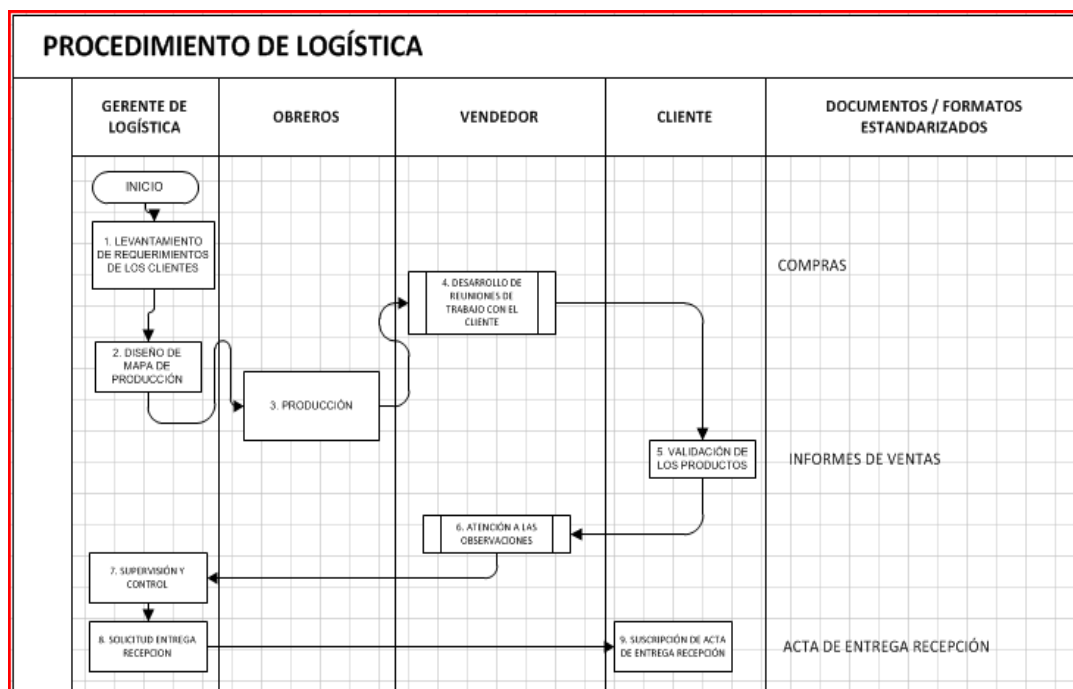 PROCEDIMIENTO DE LOGÍSTICA
GERENTE DE
LOGÍSTICA
OBREROS
VENDEDOR
CLIENTE
DOCUMENTOS / FORMATOS
ESTANDARIZADOS
INICIO
1. LEVANTAMIENTO
DE REQUERIMIENTOS
DE LOS CLIENTES
COMPRAS
4. DESARROLLO DE
REUNIONES DE
TRABAJO CON EL
CLIENTE
2. DISEÑO DE
MAPA DE
PRODUCCIÓN
3. PRODUCCIÓN
5. VALIDACIÓN DE
LOS PRODUCTOS
INFORMES DE VENTAS
6. ATENCIÓN A LAS
OBSERVACIONES
7. SUPERVISIÓN Y
CONTROL
8. SOLICITUD ENTREGA
RECEPCION
9. SUSCRIPCIÓN DE ACTA
DE ENTREGA RECEPCIÓN
ACTA DE ENTREGA RECEPCIÓN